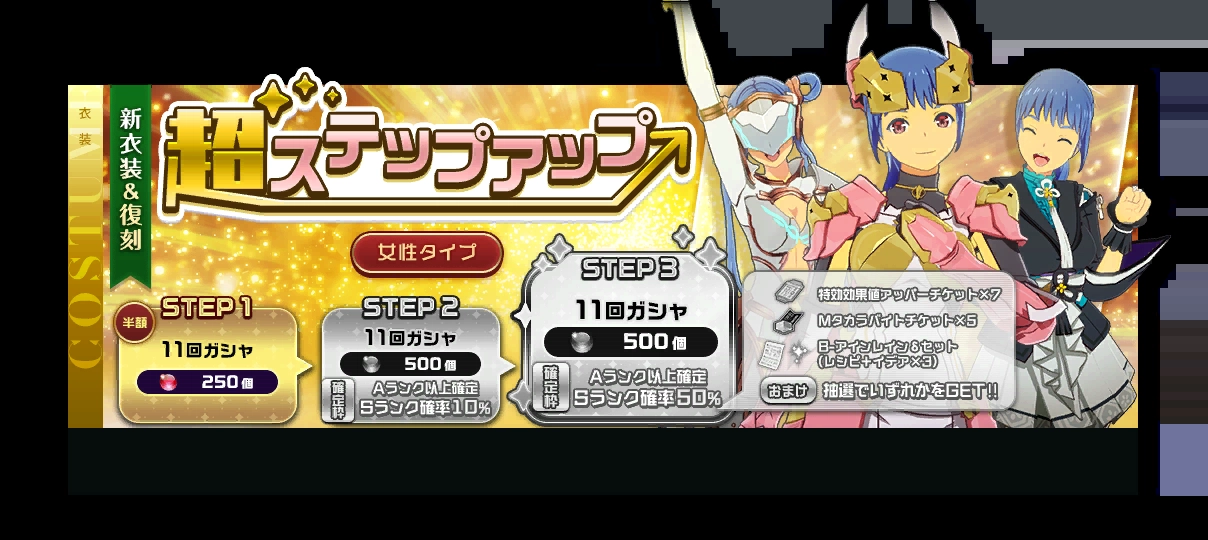 衣装
COSTU
新衣装&復刻
超ステップアップ
女性タイプ
STEP 1
半額
11回ガシャ
250個
STEP 2
11回ガシャ
500個
確定枠
Aランク以上確定
Sランク確率10%
STEP 3
11回ガシャ
500個
確定枠
Aランク以上確定
Sランク確率50%
特効効果値アッパーチケット×7
Mタカラバイトチケット×5
B-アインレイン&セット
(レシピ+イデア×3)
おまけ 抽選でいずれかをGET!!